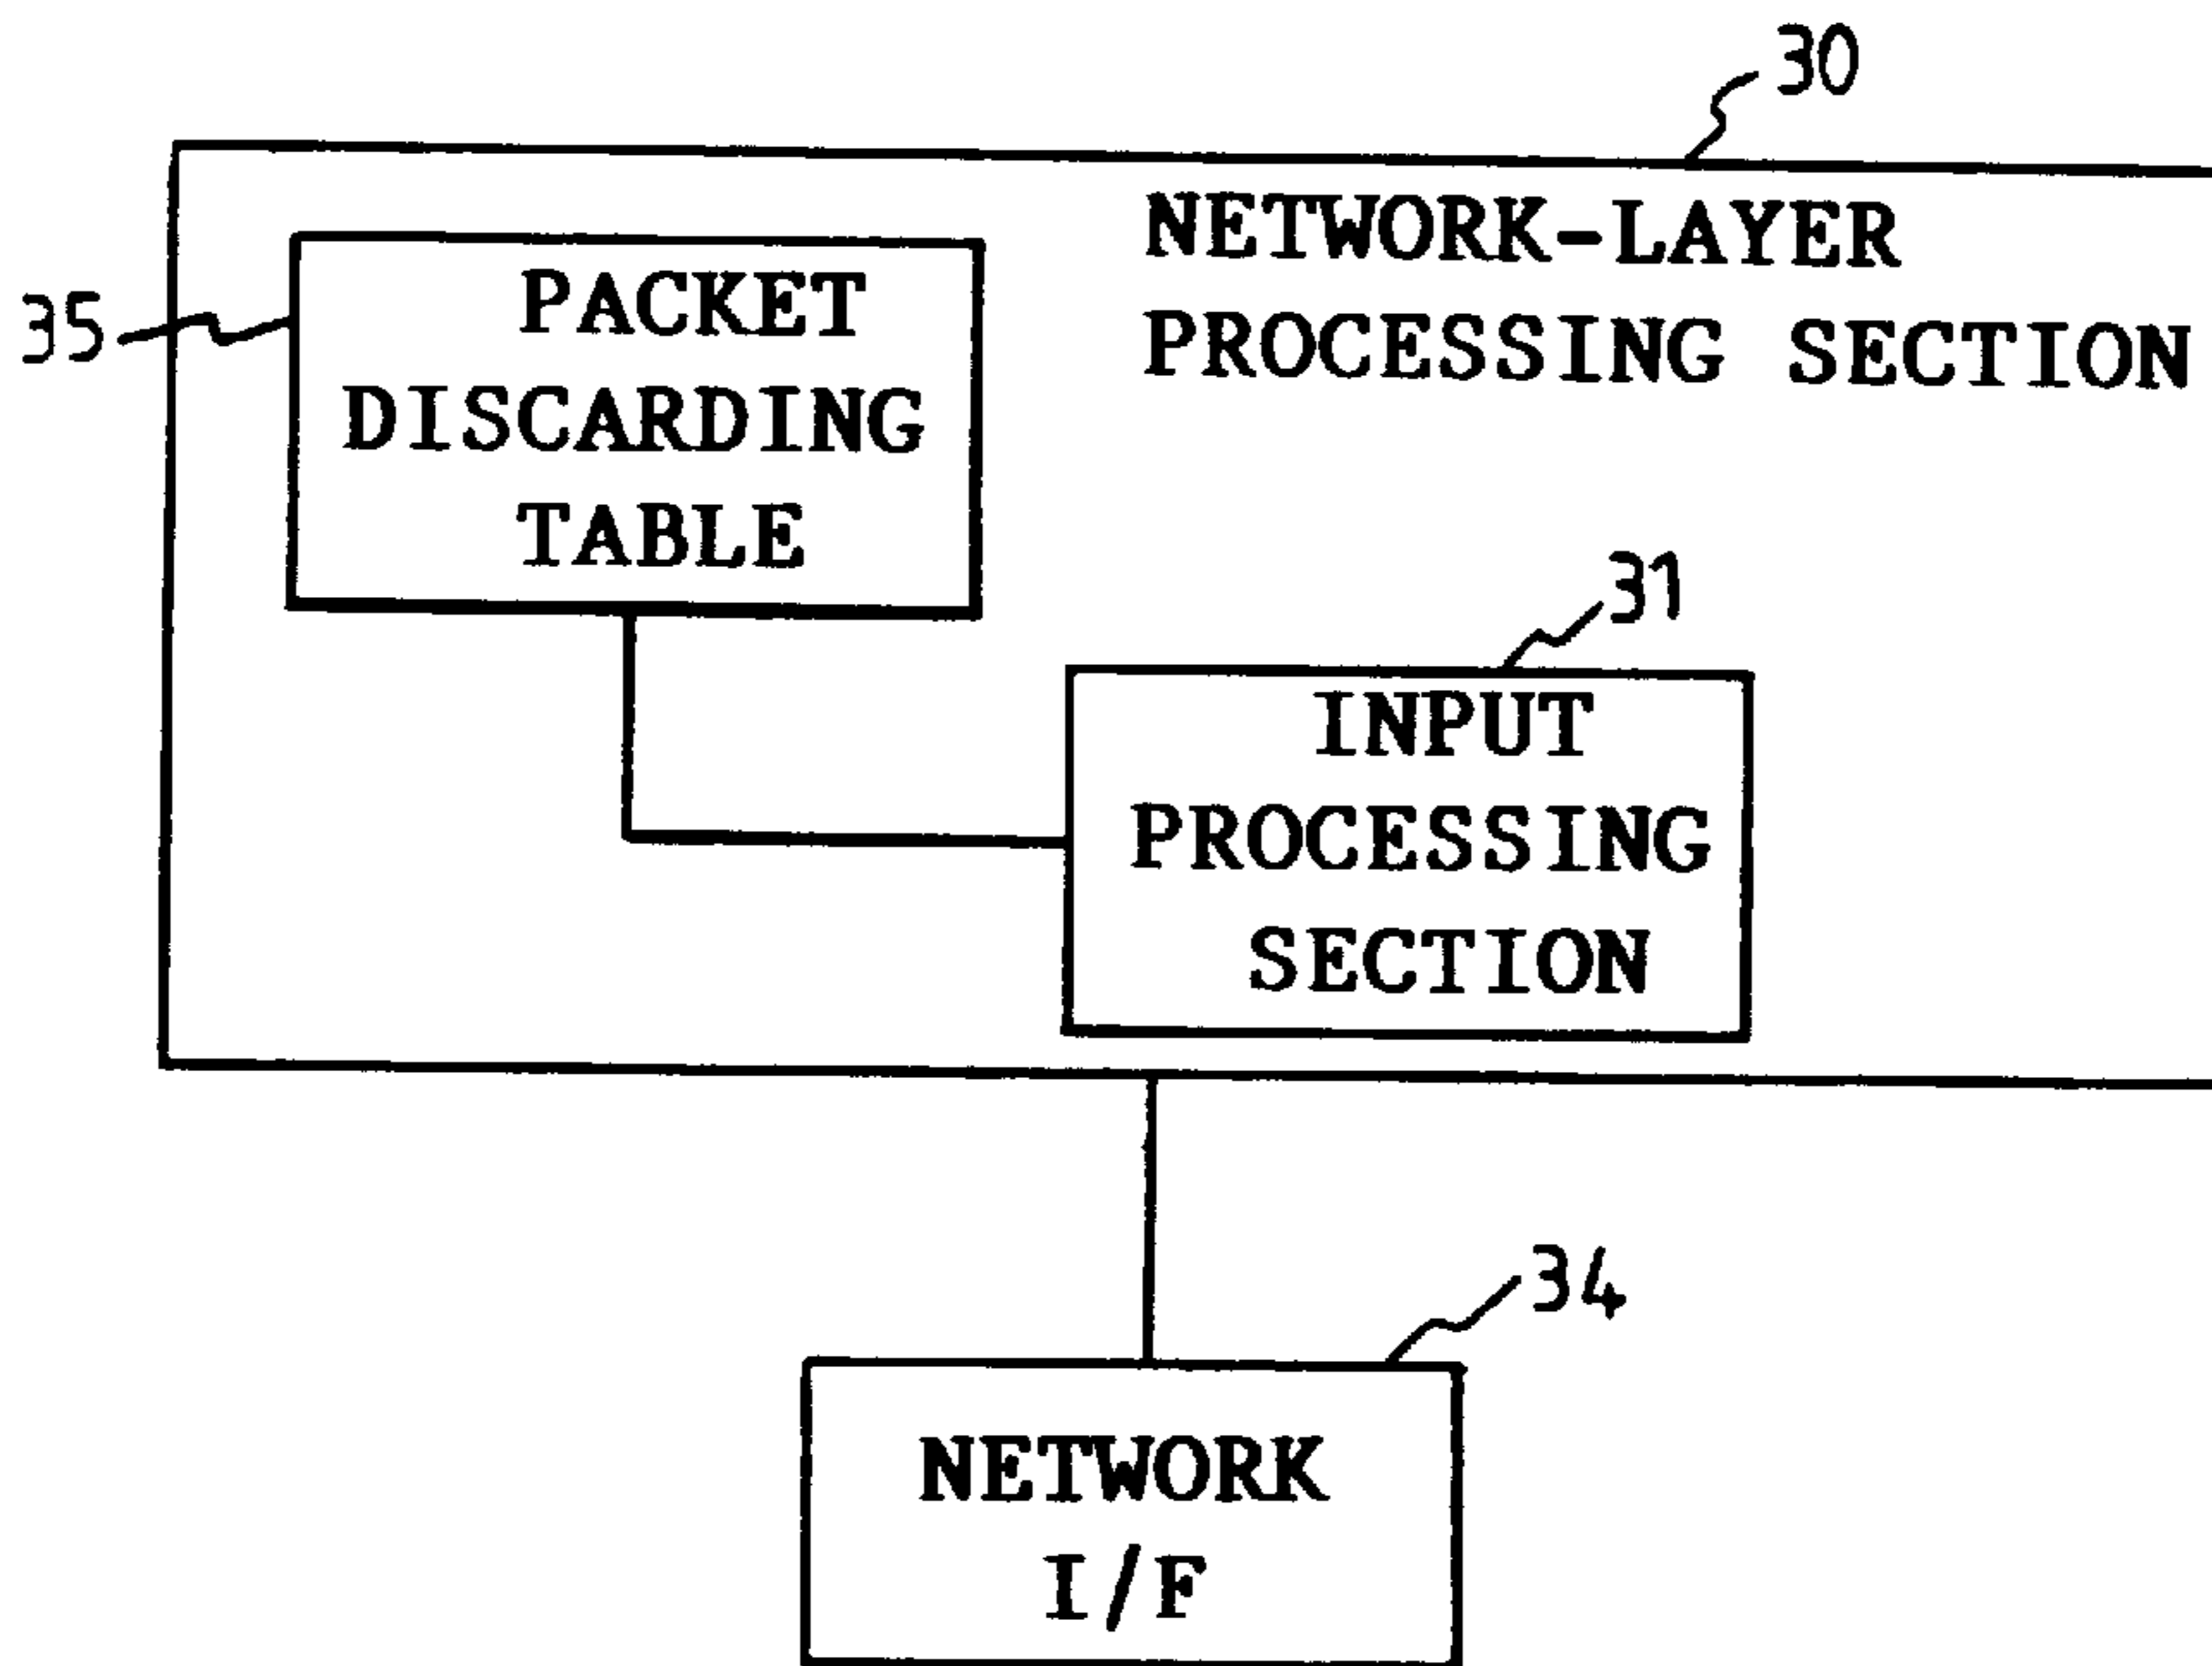 30
NETWORK-LAYER
PROCESSING SECTION
35
PACKET
DISCARDING
TABLE
31
INPUT
PROCESSING
SECTION
34
NETWORK
I/F